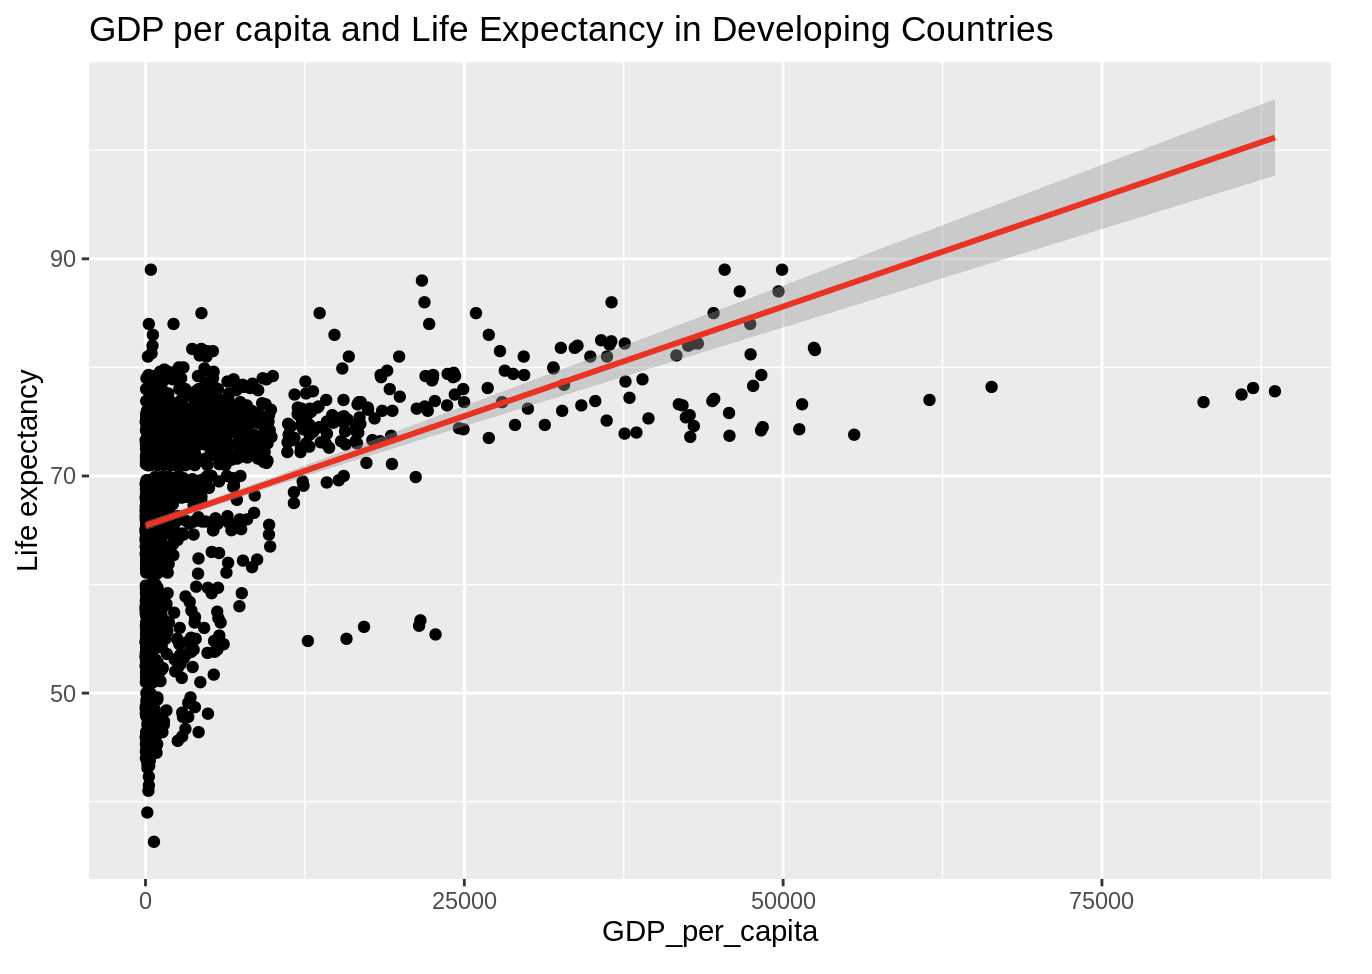 GDP per capita and Life Expectancy in Developing Countries
Life expectancy
90
70
50
0
25000
50000
75000
GDP_per_capita